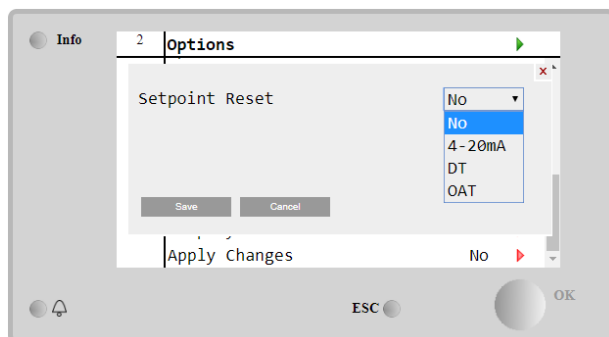 Info
2 Options
x
Setpoint Reset No
No
4-20mA
DT
OAT
Save Cancel
Apply Changes No
ESC
OK